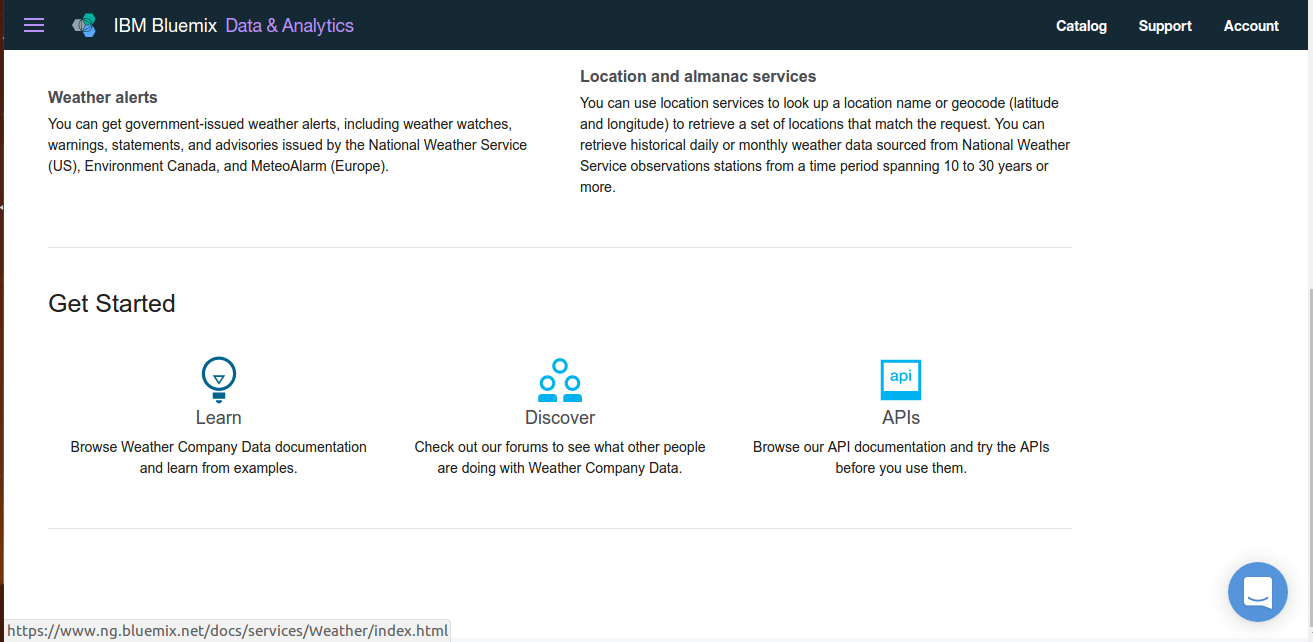 IBM Bluemix Data & Analytics
Catalog Support Account
Weather alerts
You can get government-issued weather alerts, including weather watches,
warnings, statements, and advisories issued by the National Weather Service
(US), Environment Canada, and MeteoAlarm (Europe).
Location and almanac services
You can use location services to look up a location name or geocode (latitude
and longitude) to retrieve a set of locations that match the request. You can
retrieve historical daily or monthly weather data sourced from National Weather
Service observations stations from a time period spanning 10 to 30 years or
more.
Get Started
Learn
Browse Weather Company Data documentation
and learn from examples.
Discover
Check out our forums to see what other people
are doing with Weather Company Data.
api
APIs
Browse our API documentation and try the APIs
before you use them.
https://www.ng.bluemix.net/docs/services/Weather/index.html